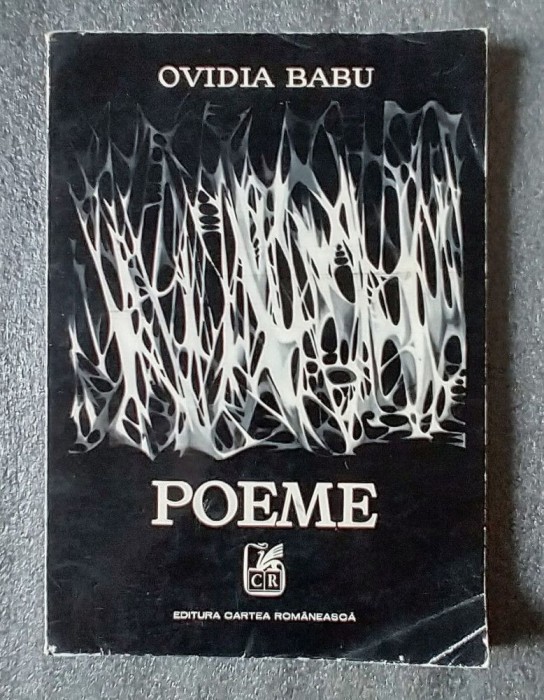 OVIDIA BABU
POEME
CR
EDITURA CARTEA ROMÂNEASCĂ